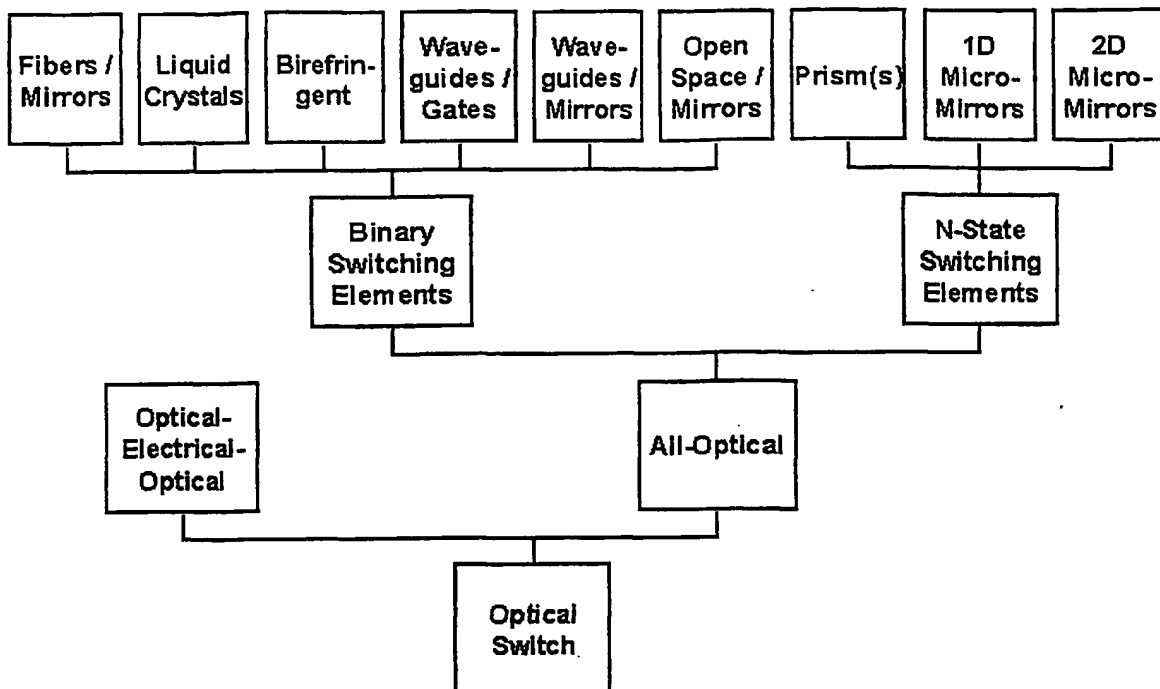 Fibers /
Mirrors
Liquid
Crystals
Birefrin-
gent
Wave-
guides /
Gates
Wave-
guides /
Mirrors
Open
Space /
Mirrors
Prism(s)
1D
Micro-
Mirrors
2D
Micro-
Mirrors
Binary
Switching
Elements
N-State
Switching
Elements
Optical-
Electrical-
Optical
All-Optical
Optical
Switch